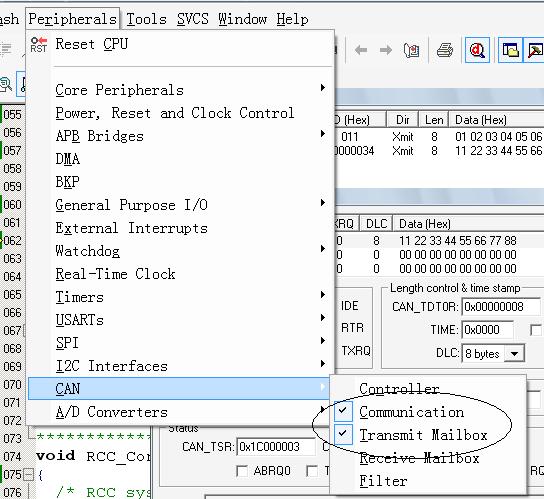 ash Peripherals Tools SVCS Window Help
RST Reset CPU
Core Peripherals
Power, Reset and Clock Control
APB Bridges
DMA
BKP
General Purpose I/O
External Interrupts
Watchdog
Real-Time Clock
Timers
USARTs
SPI
I2C Interfaces
CAN
A/D Converters
Controller
Communication
Transmit Mailbox
Receive Mailbox
Filter
055
056
057
058
059
060
061
062
063
064
065
066
067
068
069
070
071
072
073
074
075
076
(Hex) Dir Len Data (Hex)
011 Xmit 8 01 02 03 04 05 06
0000034 Xmit 8 11 22 33 44 55 66
XRQ DLC Data (Hex)
0 8 11 22 33 44 55 66 77 88
0 0 00 00 00 00 00 00 00 00
0 0 00 00 00 00 00 00 00 00
Length control & time stamp
IDE CAN_TDT0R: 0x00000008
RTR TIME: 0x0000
TXRQ DLC: 8 bytes
Status
CAN_TSR: 0x1C000003
ABRQ0
**************
void RCC_Con
{
/* RCC sys